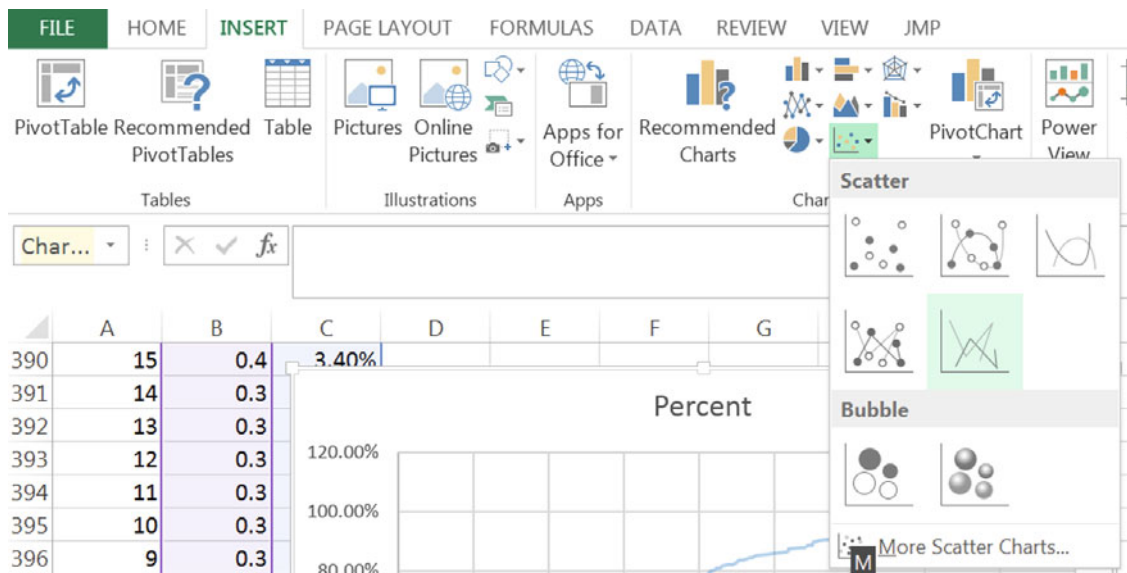 FILE HOME INSERT PAGE LAYOUT FORMULAS DATA REVIEW VIEW JMP
PivotTable Recommended PivotTables Table Pictures Online Pictures Apps for Office Recommended Charts PivotChart Power View
Tables Illustrations Apps Char
Scatter
Char... fx
A B C D E F G
390 15 0.4 3.40%
391 14 0.3
Percent
392 13 0.3
Bubble
393 12 0.3
120.00%
394 11 0.3
395 10 0.3
100.00%
396 9 0.3
80.00%
M More Scatter Charts...